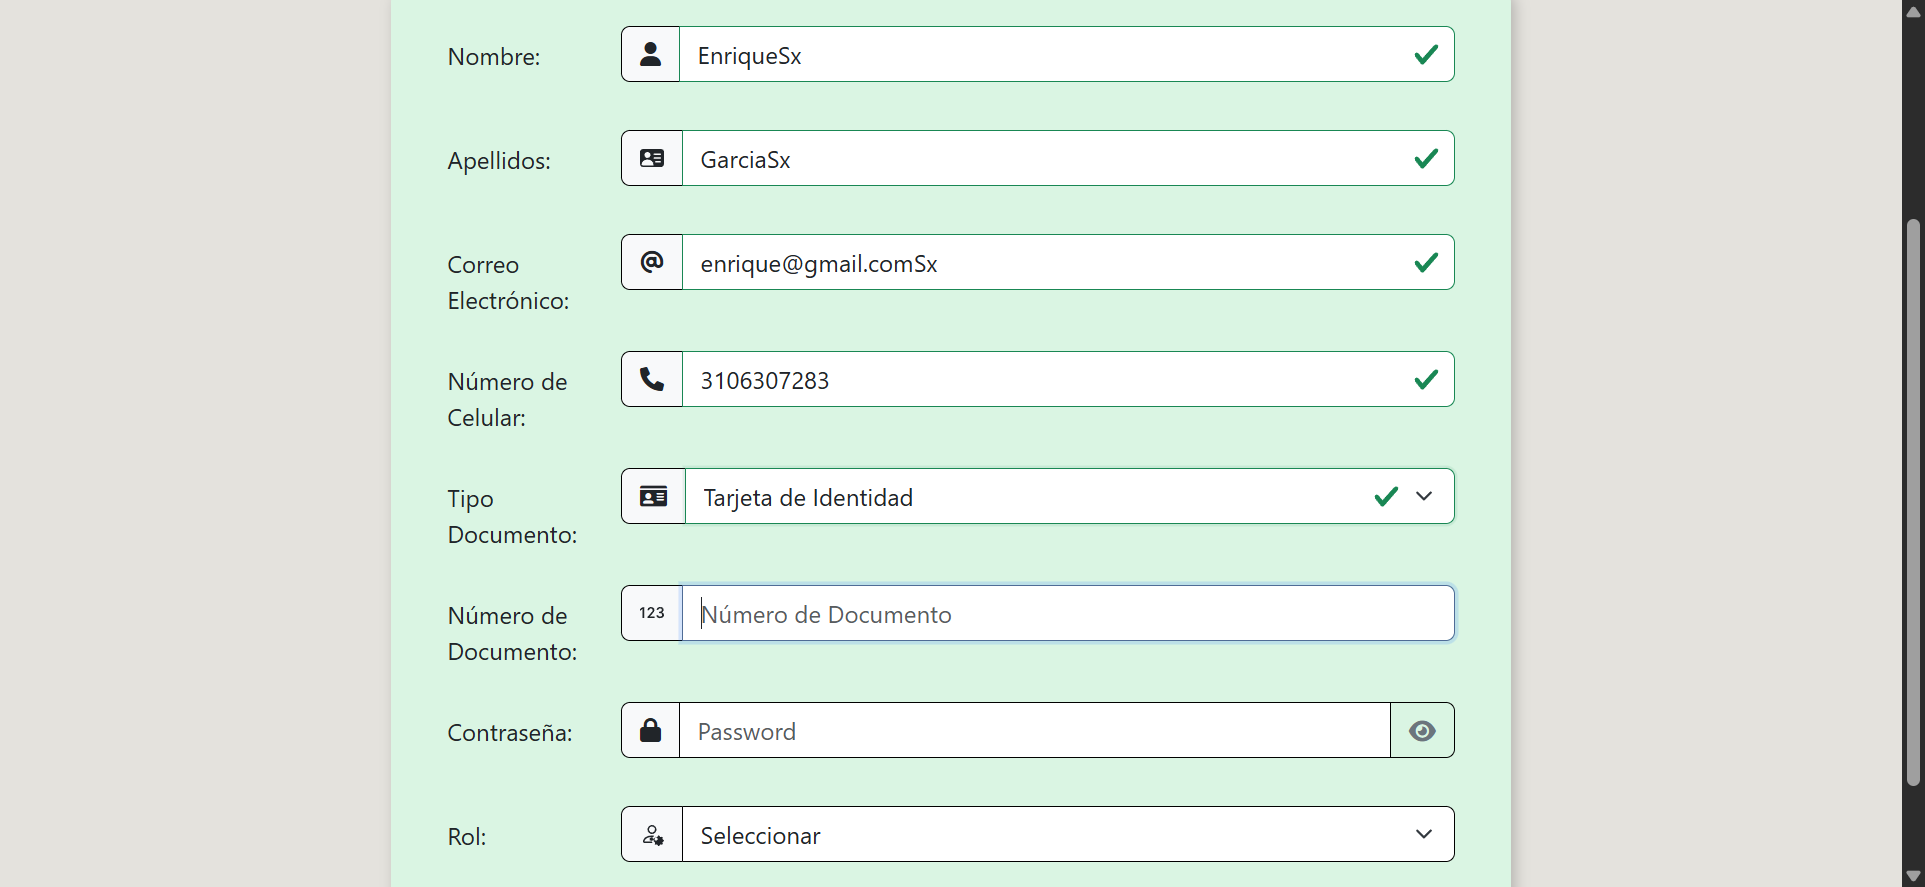 Nombre:
EnriqueSx
Apellidos:
GarciaSx
Correo
Electrónico:
enrique@gmail.comSx
Número de
Celular:
3106307283
Tipo
Documento:
Tarjeta de Identidad
Número de
Documento:
123
Número de Documento
Contraseña:
Password
Rol:
Seleccionar